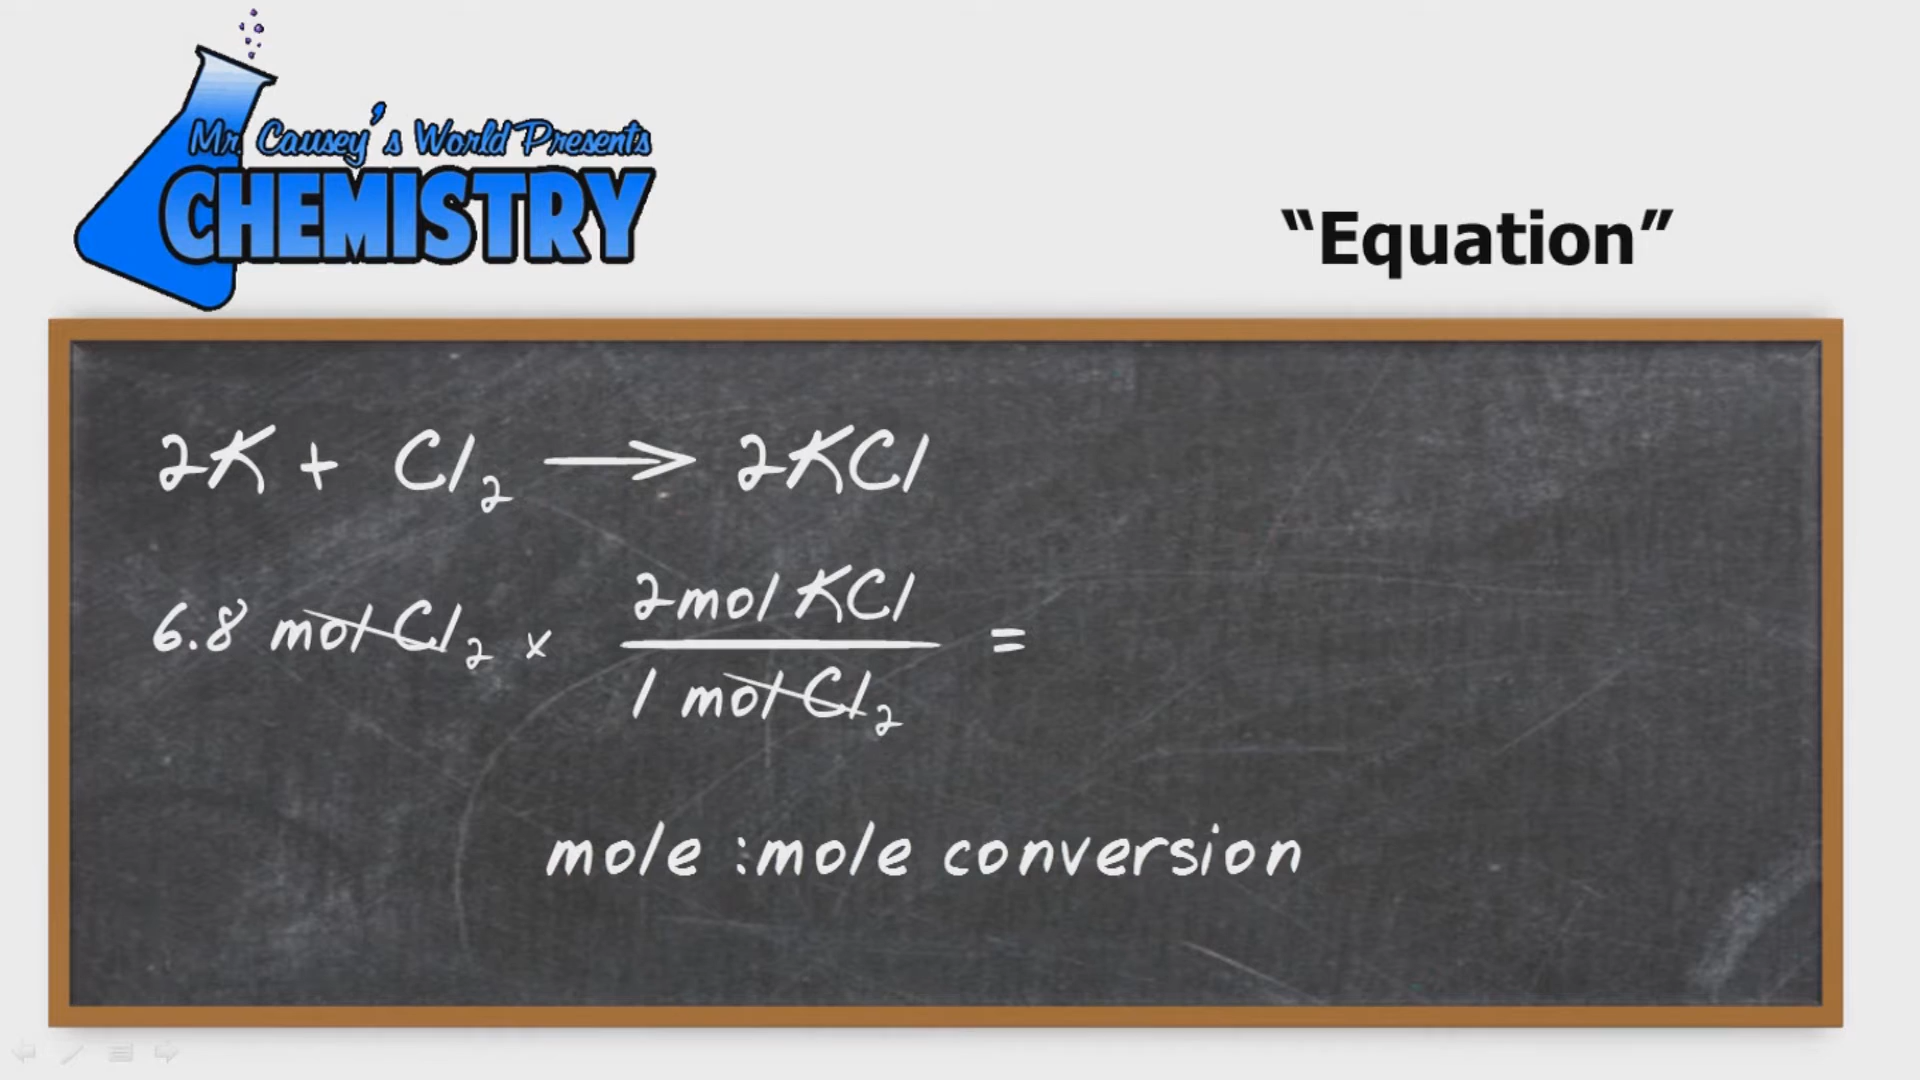 Mr. Causey's World Presents
CHEMISTRY
"Equation"
2K + Cl₂ → 2KCl
6.8 mol Cl₂ x 2mol KCl / 1 mol Cl₂ =
mole :mole conversion